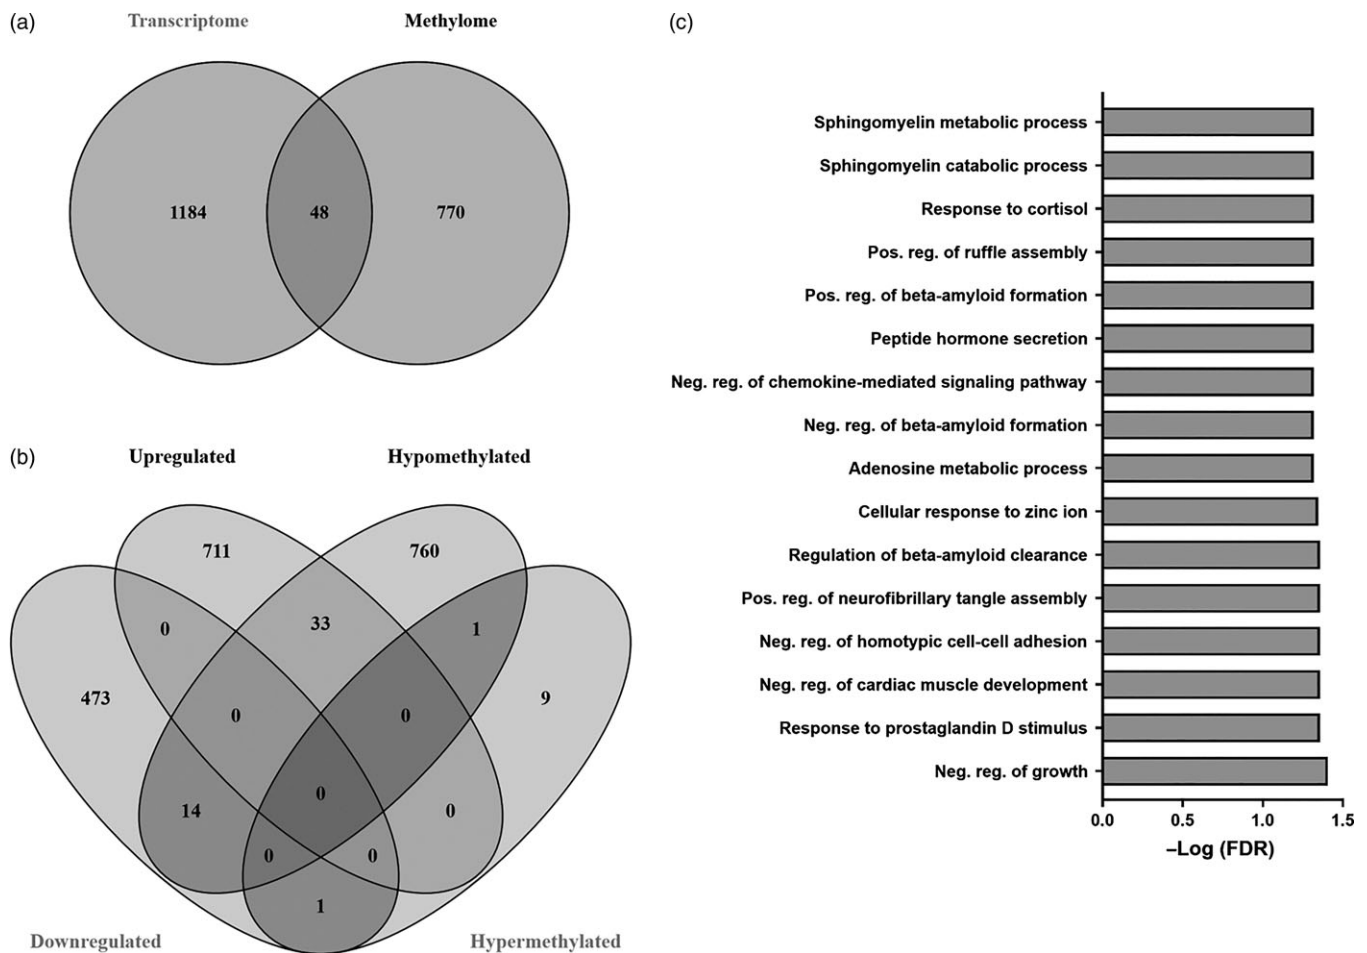 (a)
Transcriptome Methylome
1184 48 770
(b)
Upregulated Hypomethylated
711 760
0 33 1
473 0 0 9
14 0 0
0 0
1
Downregulated Hypermethylated
(c)
Sphingomyelin metabolic process
Sphingomyelin catabolic process
Response to cortisol
Pos. reg. of ruffle assembly
Pos. reg. of beta-amyloid formation
Peptide hormone secretion
Neg. reg. of chemokine-mediated signaling pathway
Neg. reg. of beta-amyloid formation
Adenosine metabolic process
Cellular response to zinc ion
Regulation of beta-amyloid clearance
Pos. reg. of neurofibrillary tangle assembly
Neg. reg. of homotypic cell-cell adhesion
Neg. reg. of cardiac muscle development
Response to prostaglandin D stimulus
Neg. reg. of growth
0.0 0.5 1.0 1.5
–Log (FDR)